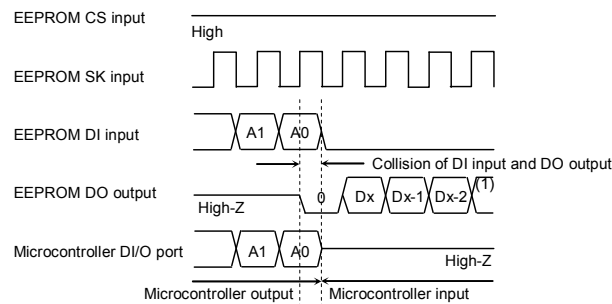 EEPROM CS input
High
EEPROM SK input
EEPROM DI input
A1 A0
Collision of DI input and DO output
EEPROM DO output
High-Z
0 Dx Dx-1 Dx-2 (1)
Microcontroller DI/O port
A1 A0
High-Z
Microcontroller output Microcontroller input